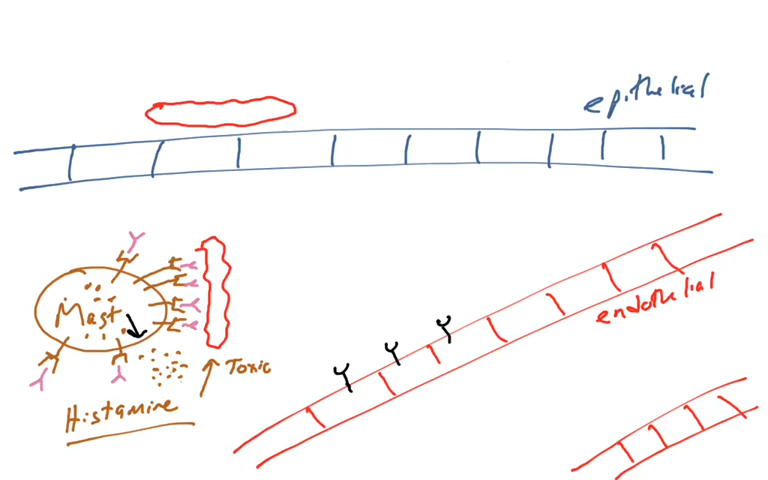 epithelial
Mast
endothelial
Toxic
Histamine